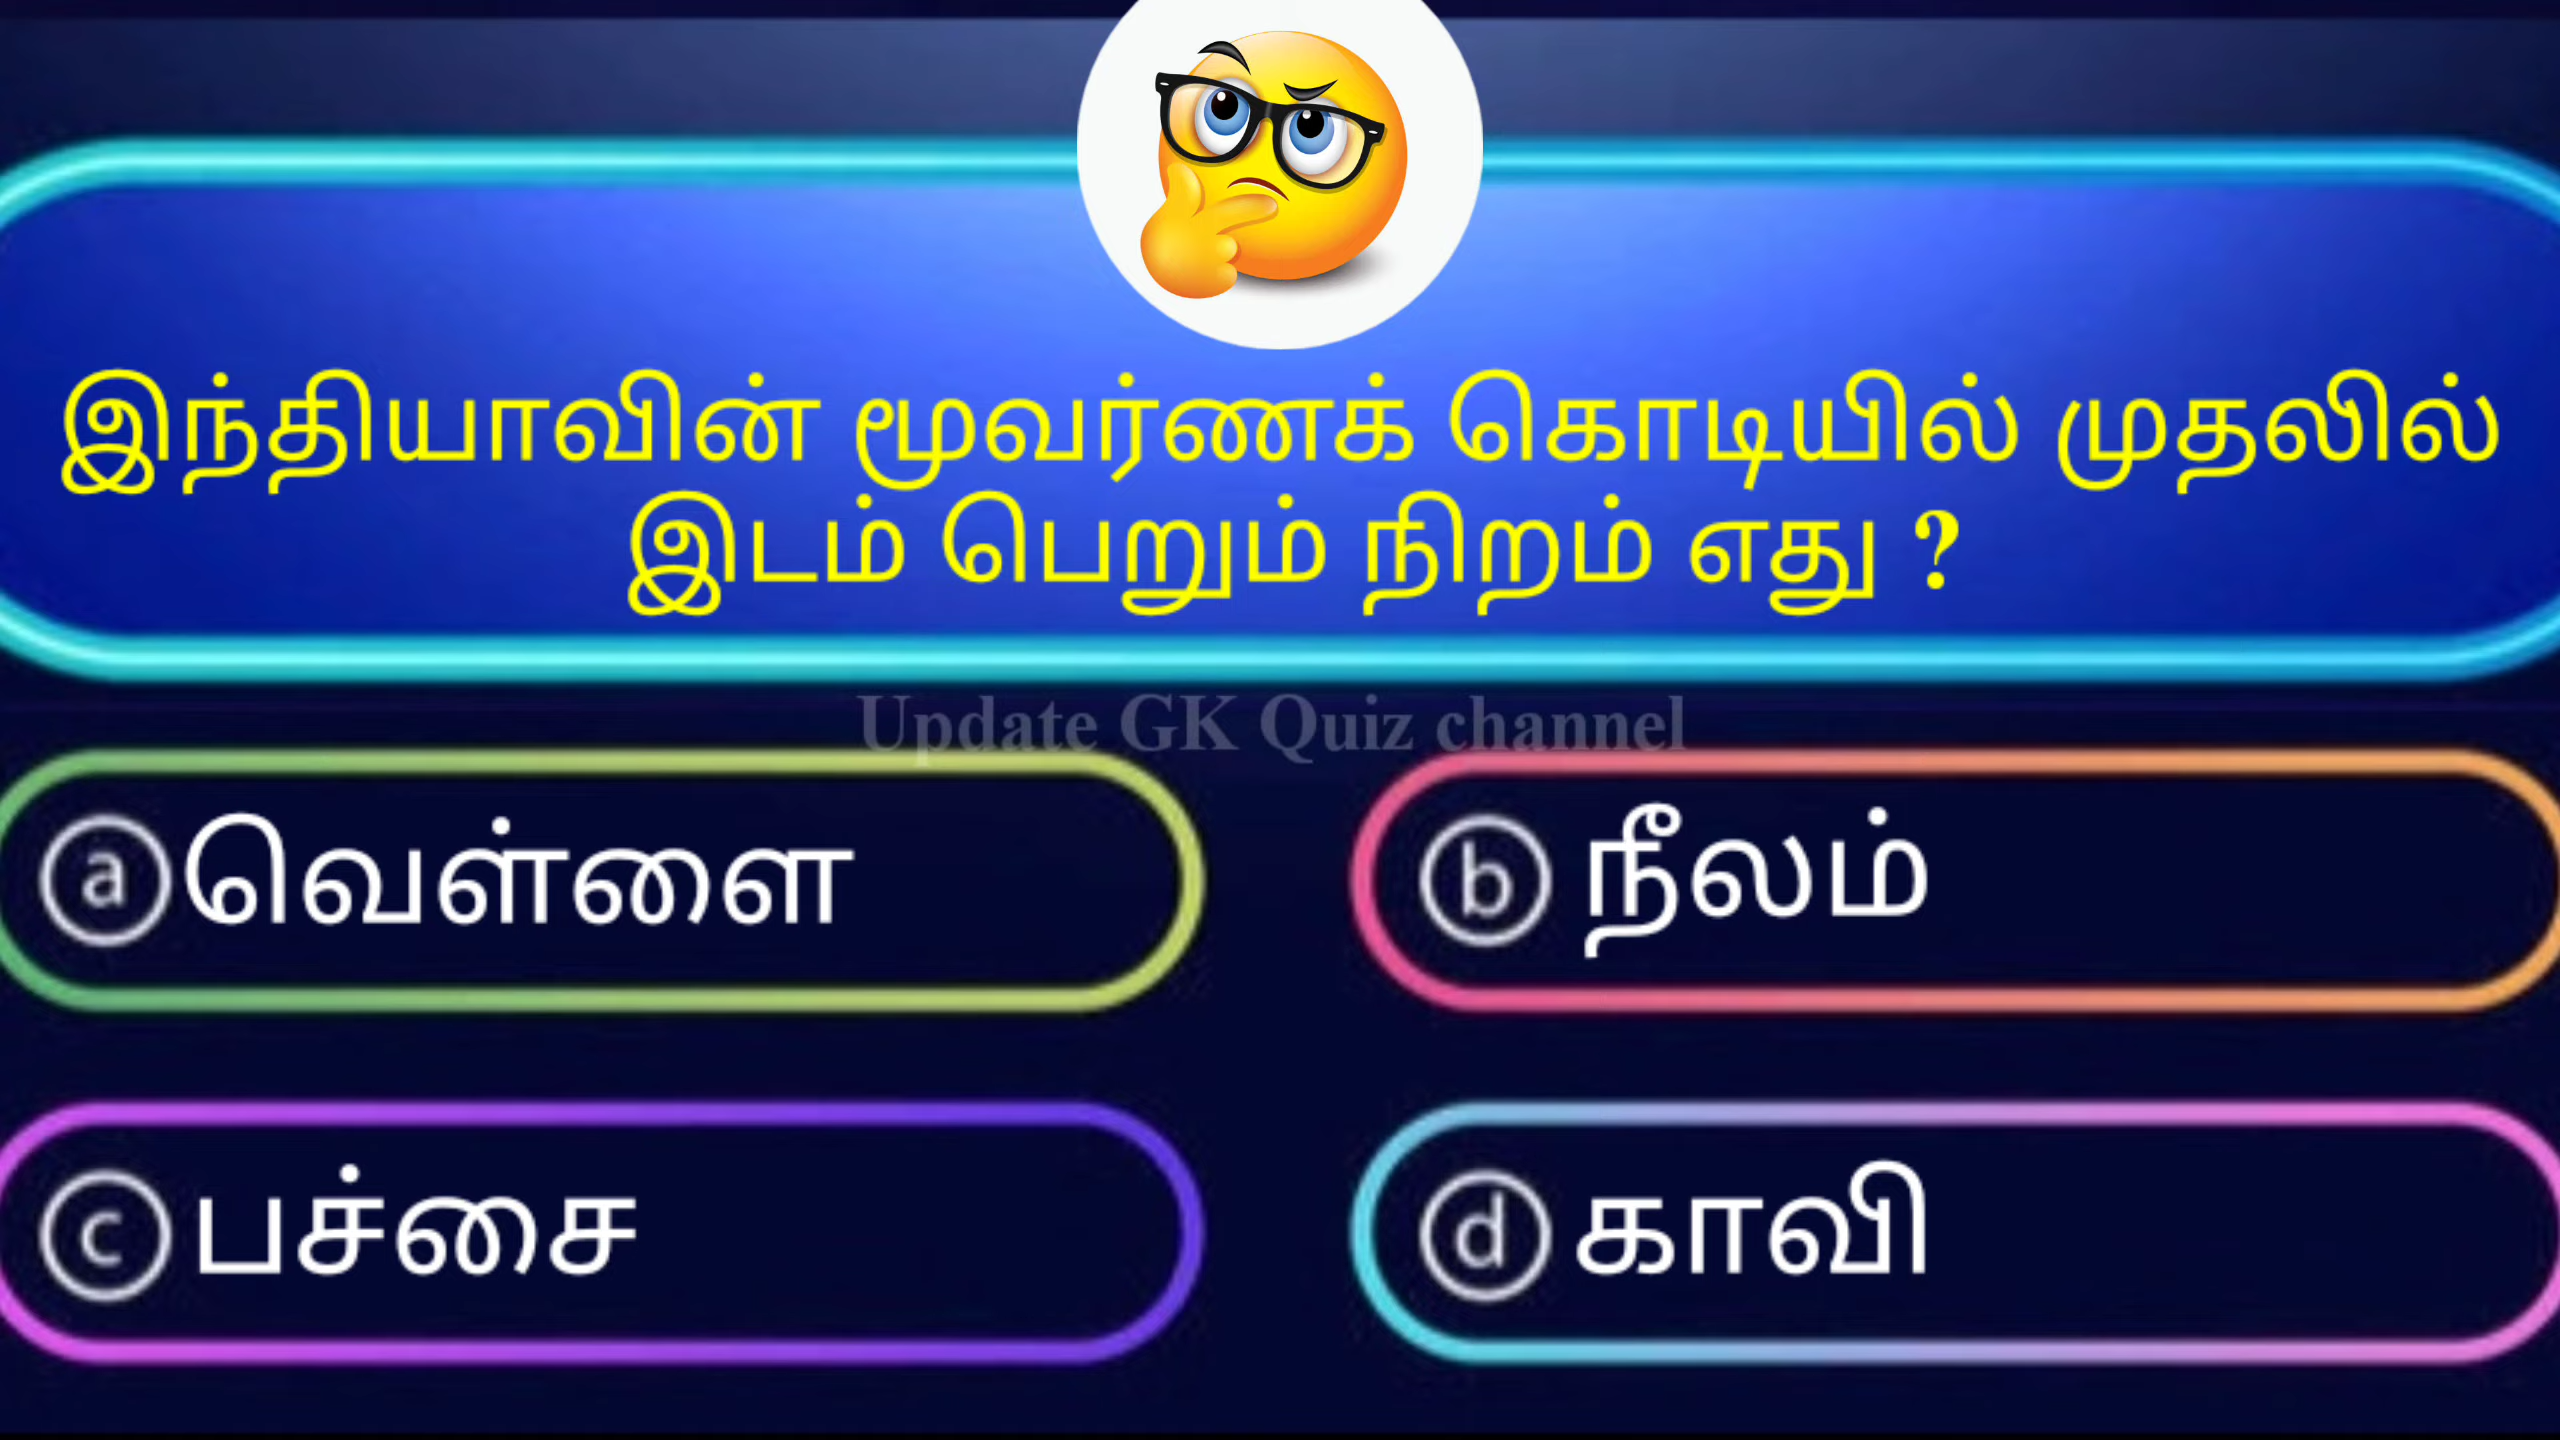 இந்தியாவின் மூவர்ணக் கொடியில் முதலில்
இடம் பெறும் நிறம் எது ?
Update GK Quiz channel
a வெள்ளை
b நீலம்
c பச்சை
d காவி